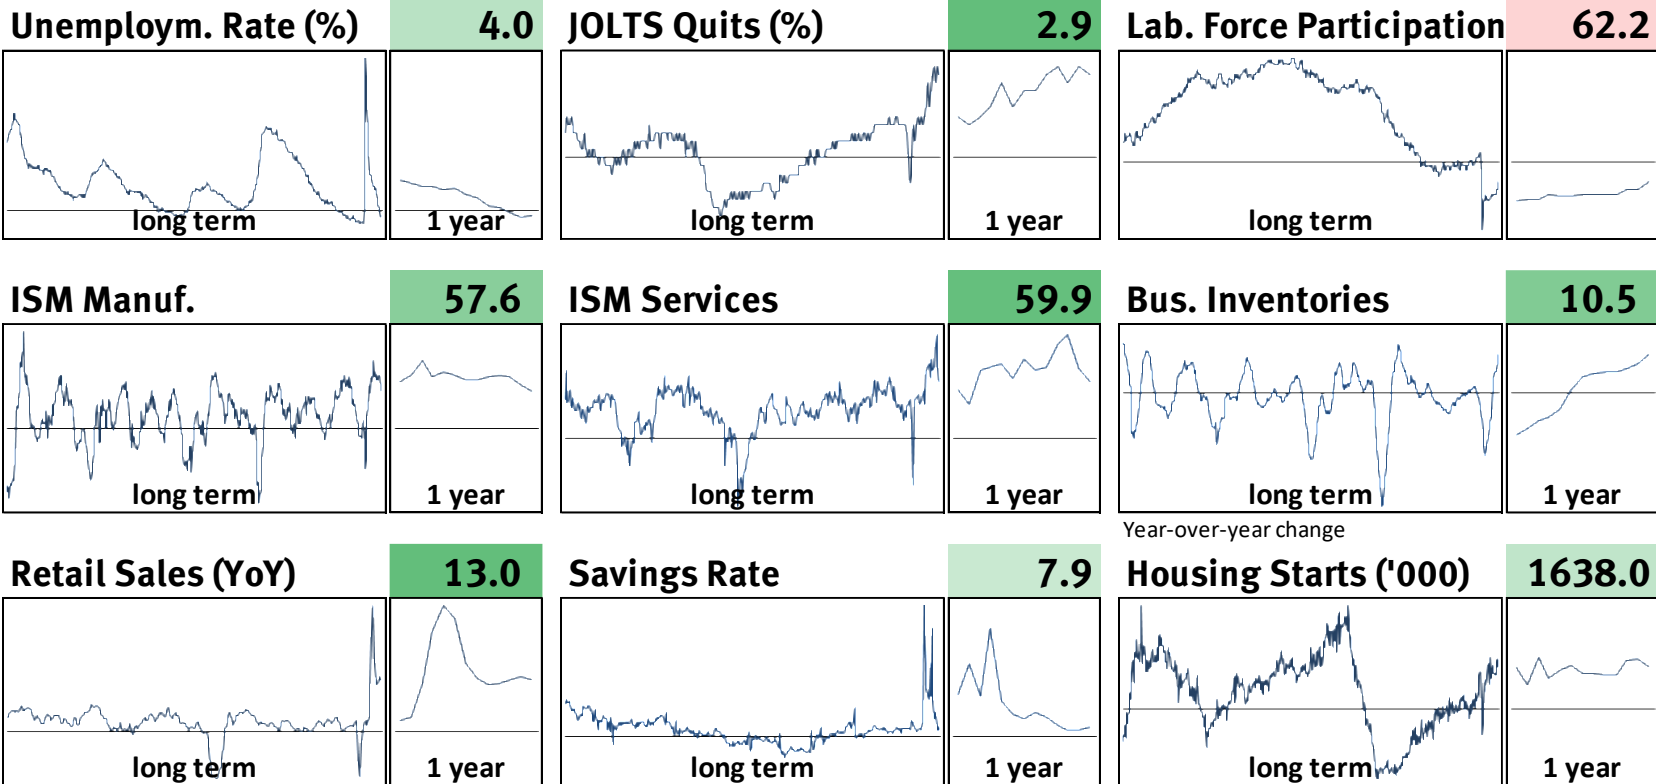 Unemploym. Rate (%) 4.0 JOLTS Quits (%) 2.9 Lab. Force Participation 62.2
long term 1 year long term 1 year long term 1 year
ISM Manuf. 57.6 ISM Services 59.9 Bus. Inventories 10.5
long term 1 year long term 1 year long term 1 year
Year-over-year change
Retail Sales (YoY) 13.0 Savings Rate 7.9 Housing Starts ('000) 1638.0
long term 1 year long term 1 year long term 1 year